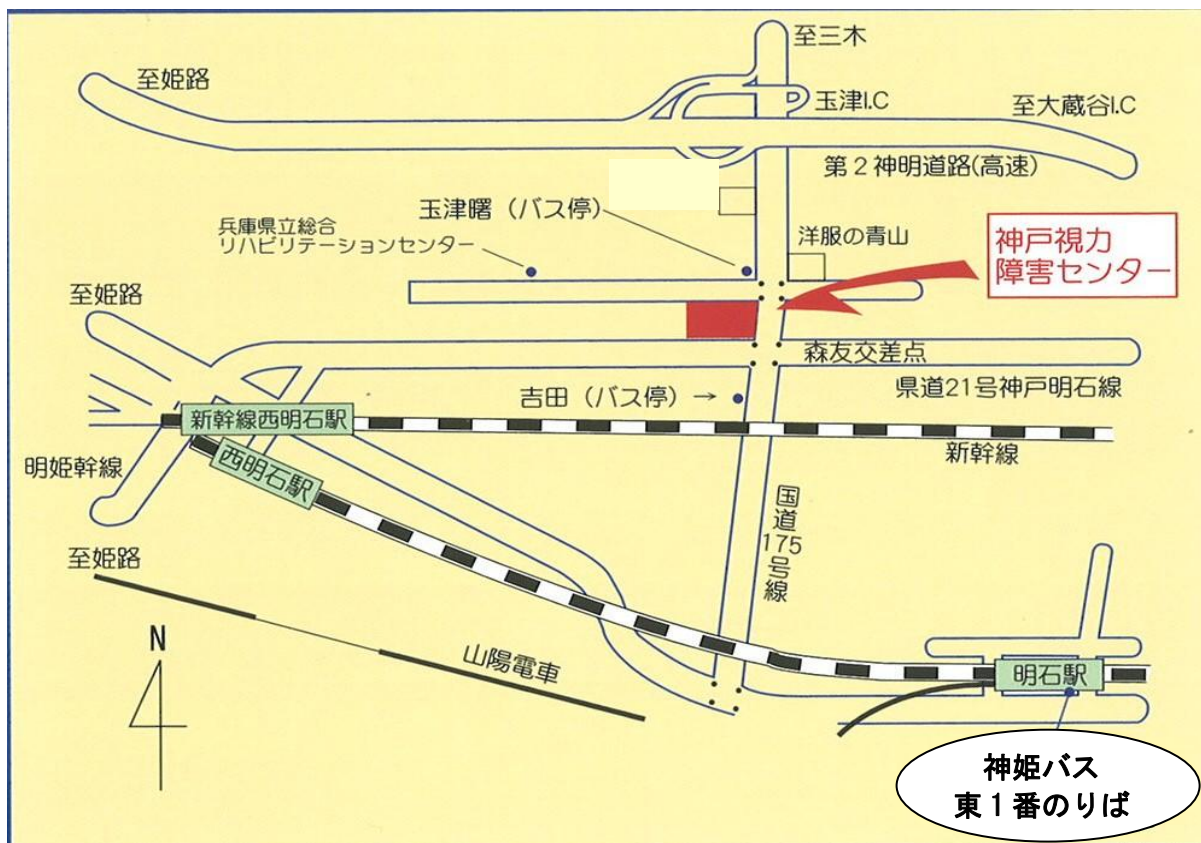 至三木
至姫路
玉津I.C
至大蔵谷I.C
第2神明道路(高速)
玉津曙（バス停）
兵庫県立総合
リハビリテーションセンター
洋服の青山
神戸視力
障害センター
至姫路
森友交差点
県道21号神戸明石線
吉田（バス停）→
新幹線西明石駅
新幹線
明姫幹線
西明石駅
国道175号線
至姫路
N
山陽電車
明石駅
神姫バス
東１番のりば